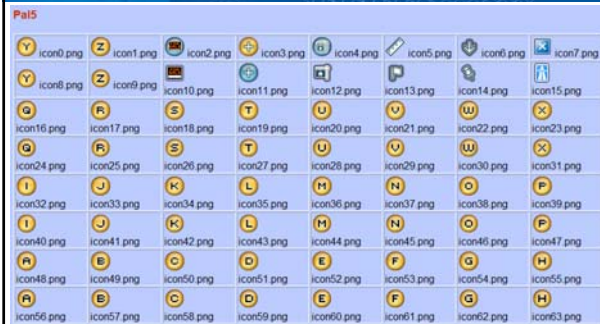 Pal5
Y icon0.png Z icon1.png icon2.png icon3.png icon4.png icon5.png icon6.png icon7.png
Y icon8.png Z icon9.png icon10.png icon11.png icon12.png icon13.png icon14.png icon15.png
Q R S T U V W X
icon16.png icon17.png icon18.png icon19.png icon20.png icon21.png icon22.png icon23.png
Q R S T U V W X
icon24.png icon25.png icon26.png icon27.png icon28.png icon29.png icon30.png icon31.png
I J K L M N O P
icon32.png icon33.png icon34.png icon35.png icon36.png icon37.png icon38.png icon39.png
I J K L M N O P
icon40.png icon41.png icon42.png icon43.png icon44.png icon45.png icon46.png icon47.png
A B C D E F G H
icon48.png icon49.png icon50.png icon51.png icon52.png icon53.png icon54.png icon55.png
A B C D E F G H
icon56.png icon57.png icon58.png icon59.png icon60.png icon61.png icon62.png icon63.png